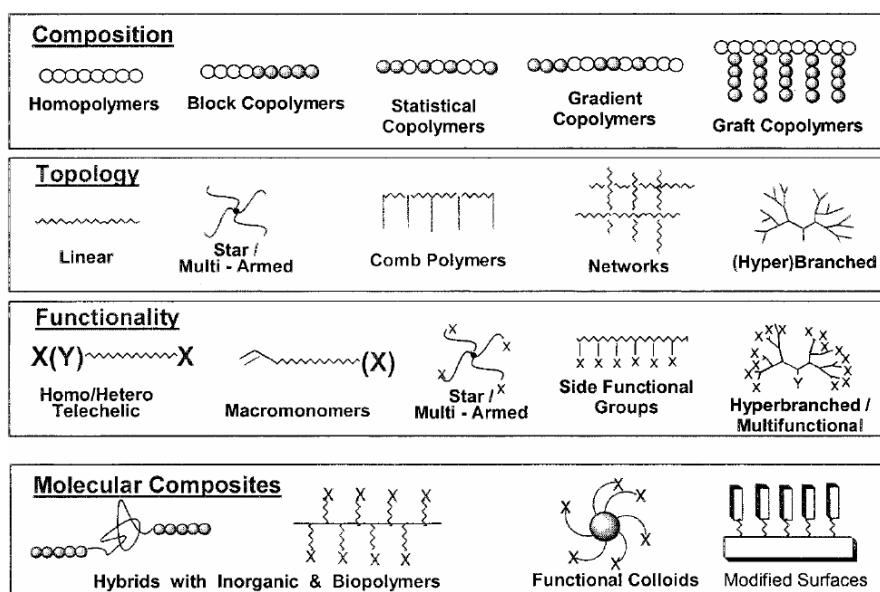 Composition
Homopolymers
Block Copolymers
Statistical
Copolymers
Gradient
Copolymers
Graft Copolymers
Topology
Linear
Star /
Multi - Armed
Comb Polymers
Networks
(Hyper)Branched
Functionality
X(Y) X
Homo/Hetero
Telechelic
(X)
Macromonomers
X
X
X
X
Star /
Multi - Armed
X X X X X X
Side Functional
Groups
X X X X X X X X X X X X X X X X
Y
Hyperbranched /
Multifunctional
Molecular Composites
X X X X
X X X X
Hybrids with Inorganic & Biopolymers
X X X X X X
Functional Colloids
Modified Surfaces